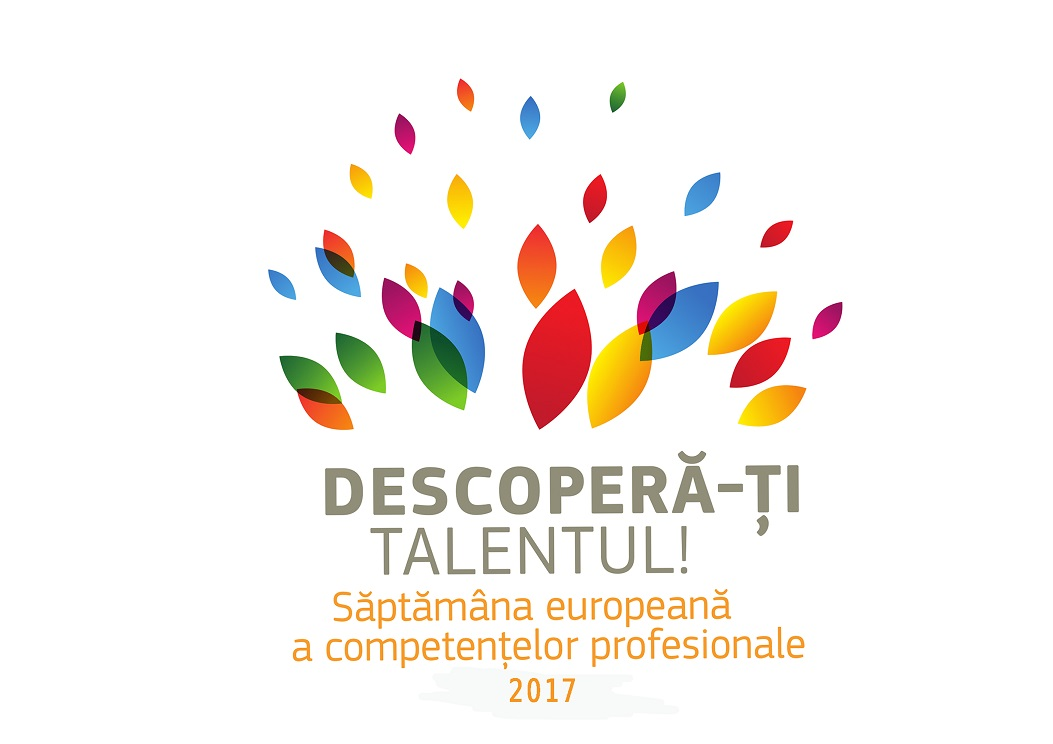 DESCOPERĂ-ȚI
TALENTUL!
Săptămâna europeană
a competențelor profesionale
2017